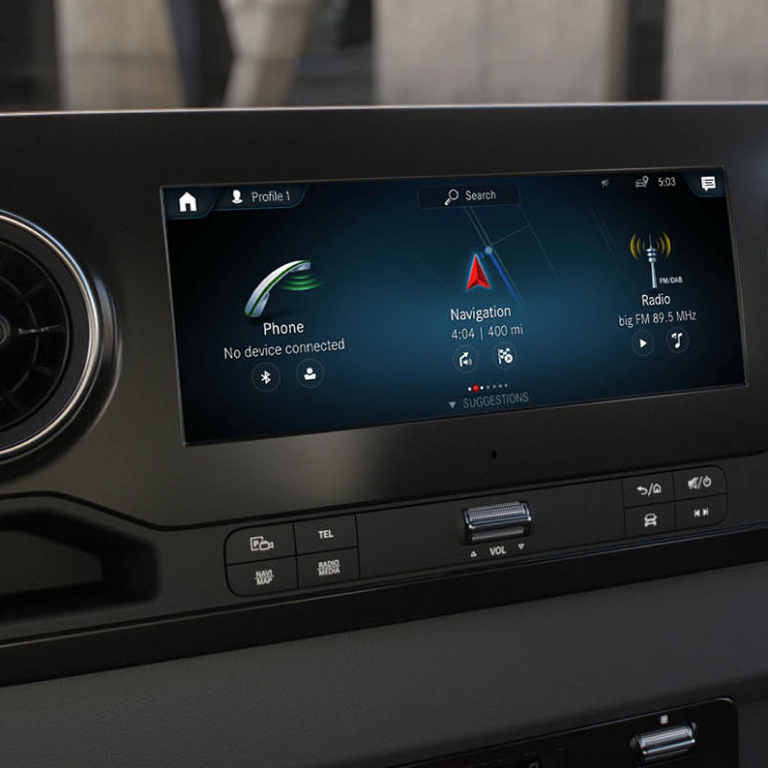 Profile 1
Search
5:03
Phone
No device connected
Navigation
4:04 | 400 mi
FM/DAB
Radio
big FM 89.5 MHz
SUGGESTIONS
TEL
NAVI
MAP
RADIO
MEDIA
VOL